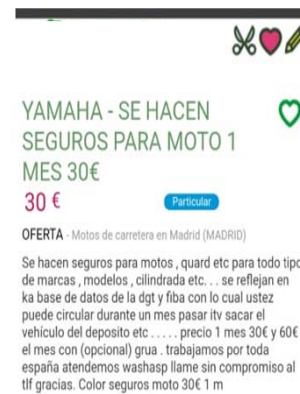 YAMAHA - SE HACEN
SEGUROS PARA MOTO 1
MES 30€
30 €
Particular
OFERTA - Motos de carretera en Madrid (MADRID)
Se hacen seguros para motos , quard etc para todo tipo
de marcas , modelos , cilindrada etc. . . se reflejan en
ka base de datos de la dgt y fiba con lo cual ustez
puede circular durante un mes pasar itv sacar el
vehículo del deposito etc . . . . . precio 1 mes 30€ y 60€
el mes con (opcional) grua . trabajamos por toda
españa atendemos washasp llame sin compromiso al
tlf gracias. Color seguros moto 30€ 1 m